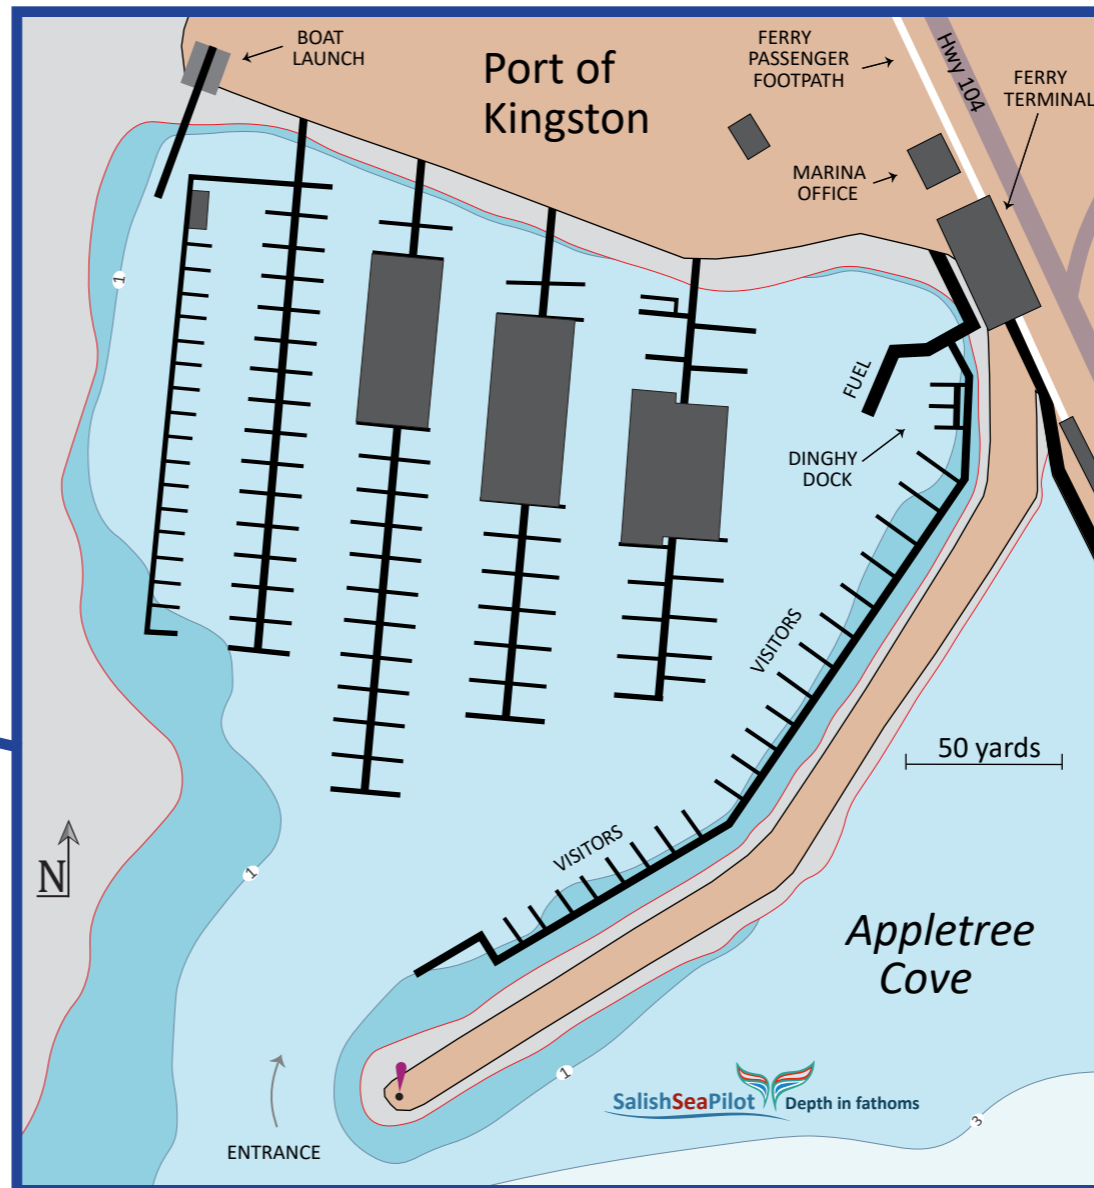 BOAT
LAUNCH
Port of
Kingston
FERRY
PASSENGER
FOOTPATH
Hwy 104
FERRY
TERMINAL
MARINA
OFFICE
1
FUEL
DINGHY
DOCK
VISITORS
50 yards
VISITORS
N
1
Appletree
Cove
1
SalishSeaPilot
Depth in fathoms
3
ENTRANCE